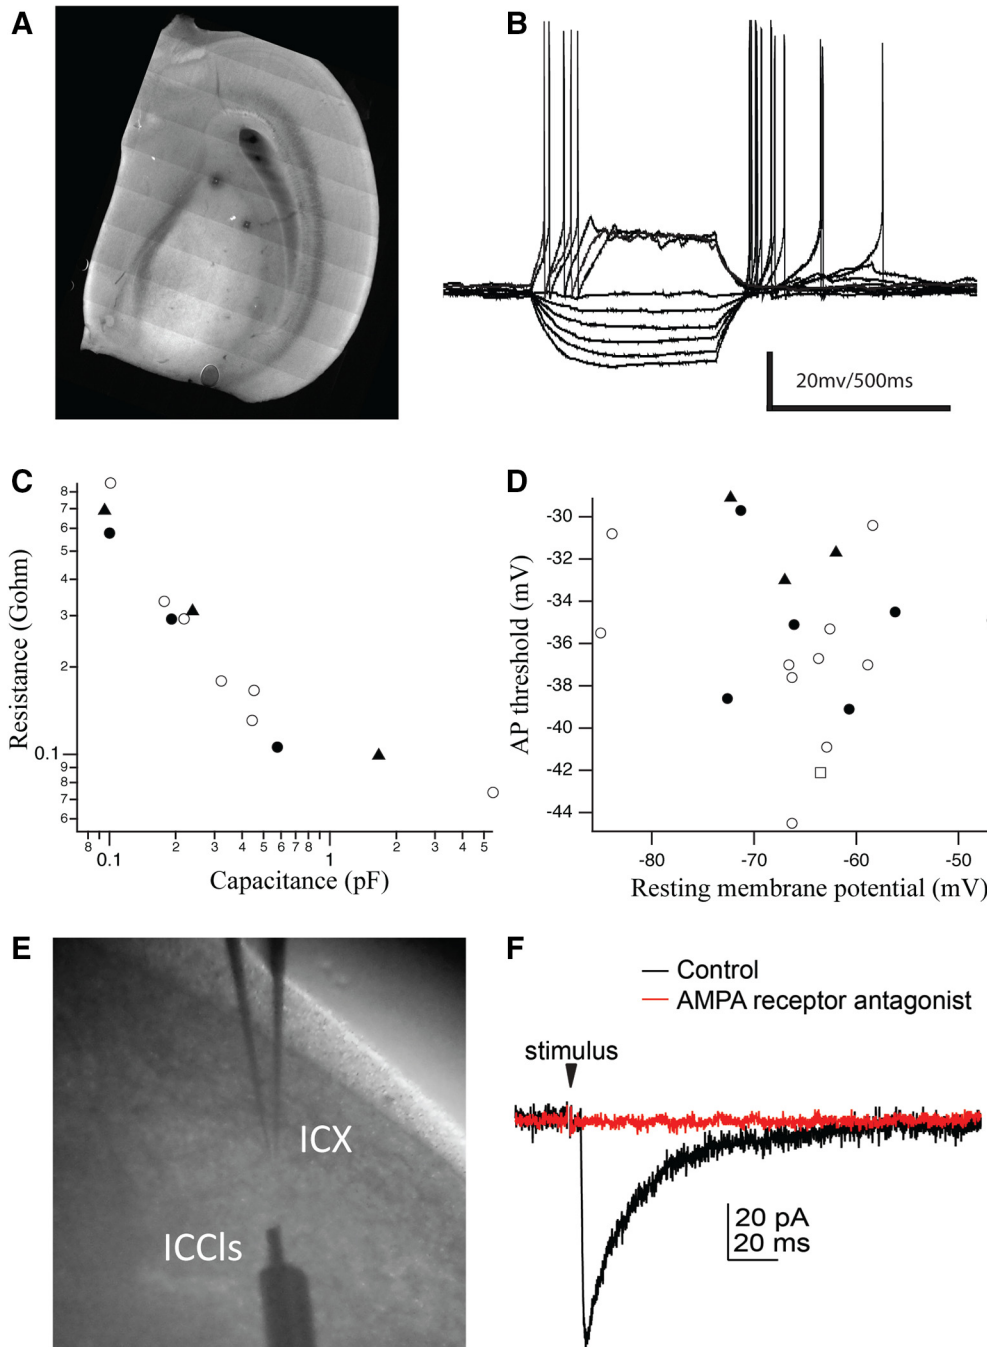 A
B
20mv/500ms
C
8
7
6
5
4
3
2
0.1
9
8
7
6
Resistance (Gohm)
8
0.1
2
3
4
5
6
7
8
1
2
3
4
5
Capacitance (pF)
D
-30
-32
-34
-36
-38
-40
-42
-44
AP threshold (mV)
-80
-70
-60
-50
Resting membrane potential (mV)
E
ICX
ICCls
F
Control
AMPA receptor antagonist
stimulus
20 pA
20 ms